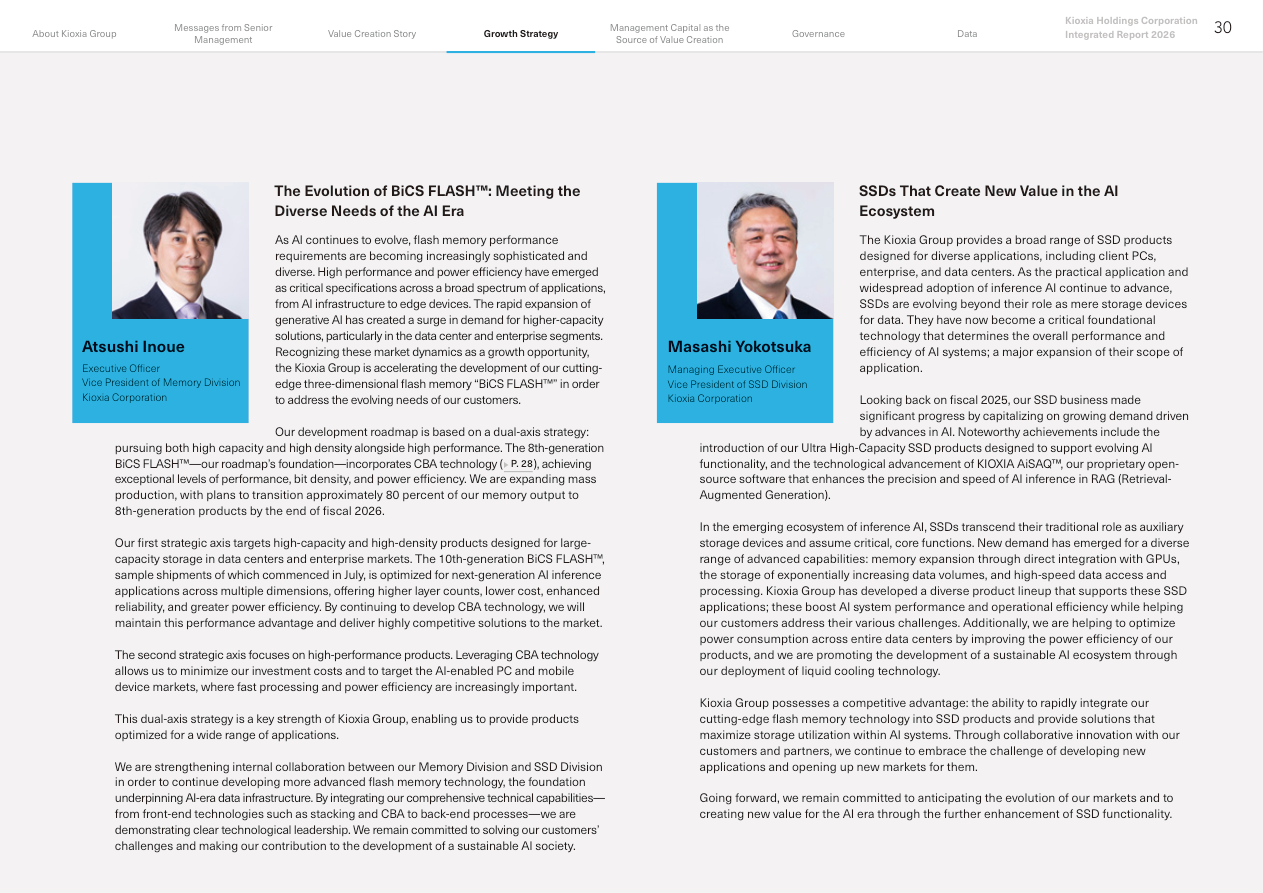 About Kioxia Group
Messages from Senior
Management
Value Creation Story
Growth Strategy
Management Capital as the
Source of Value Creation
Governance
Data
Kioxia Holdings Corporation
Integrated Report 2026
30
Atsushi Inoue
Executive Officer
Vice President of Memory Division
Kioxia Corporation
The Evolution of BiCS FLASH™: Meeting the
Diverse Needs of the AI Era
As AI continues to evolve, flash memory performance
requirements are becoming increasingly sophisticated and
diverse. High performance and power efficiency have emerged
as critical specifications across a broad spectrum of applications,
from AI infrastructure to edge devices. The rapid expansion of
generative AI has created a surge in demand for higher-capacity
solutions, particularly in the data center and enterprise segments.
Recognizing these market dynamics as a growth opportunity,
the Kioxia Group is accelerating the development of our cutting-
edge three-dimensional flash memory “BiCS FLASH™” in order
to address the evolving needs of our customers.
Our development roadmap is based on a dual-axis strategy:
pursuing both high capacity and high density alongside high performance. The 8th-generation
BiCS FLASH™—our roadmap’s foundation—incorporates CBA technology (P. 28), achieving
exceptional levels of performance, bit density, and power efficiency. We are expanding mass
production, with plans to transition approximately 80 percent of our memory output to
8th-generation products by the end of fiscal 2026.
Our first strategic axis targets high-capacity and high-density products designed for large-
capacity storage in data centers and enterprise markets. The 10th-generation BiCS FLASH™,
sample shipments of which commenced in July, is optimized for next-generation AI inference
applications across multiple dimensions, offering higher layer counts, lower cost, enhanced
reliability, and greater power efficiency. By continuing to develop CBA technology, we will
maintain this performance advantage and deliver highly competitive solutions to the market.
The second strategic axis focuses on high-performance products. Leveraging CBA technology
allows us to minimize our investment costs and to target the AI-enabled PC and mobile
device markets, where fast processing and power efficiency are increasingly important.
This dual-axis strategy is a key strength of Kioxia Group, enabling us to provide products
optimized for a wide range of applications.
We are strengthening internal collaboration between our Memory Division and SSD Division
in order to continue developing more advanced flash memory technology, the foundation
underpinning AI-era data infrastructure. By integrating our comprehensive technical capabilities—
from front-end technologies such as stacking and CBA to back-end processes—we are
demonstrating clear technological leadership. We remain committed to solving our customers’
challenges and making our contribution to the development of a sustainable AI society.
Masashi Yokotsuka
Managing Executive Officer
Vice President of SSD Division
Kioxia Corporation
SSDs That Create New Value in the AI
Ecosystem
The Kioxia Group provides a broad range of SSD products
designed for diverse applications, including client PCs,
enterprise, and data centers. As the practical application and
widespread adoption of inference AI continue to advance,
SSDs are evolving beyond their role as mere storage devices
for data. They have now become a critical foundational
technology that determines the overall performance and
efficiency of AI systems; a major expansion of their scope of
application.
Looking back on fiscal 2025, our SSD business made
significant progress by capitalizing on growing demand driven
by advances in AI. Noteworthy achievements include the
introduction of our Ultra High-Capacity SSD products designed to support evolving AI
functionality, and the technological advancement of KIOXIA AiSAQ™, our proprietary open-
source software that enhances the precision and speed of AI inference in RAG (Retrieval-
Augmented Generation).
In the emerging ecosystem of inference AI, SSDs transcend their traditional role as auxiliary
storage devices and assume critical, core functions. New demand has emerged for a diverse
range of advanced capabilities: memory expansion through direct integration with GPUs,
the storage of exponentially increasing data volumes, and high-speed data access and
processing. Kioxia Group has developed a diverse product lineup that supports these SSD
applications; these boost AI system performance and operational efficiency while helping
our customers address their various challenges. Additionally, we are helping to optimize
power consumption across entire data centers by improving the power efficiency of our
products, and we are promoting the development of a sustainable AI ecosystem through
our deployment of liquid cooling technology.
Kioxia Group possesses a competitive advantage: the ability to rapidly integrate our
cutting-edge flash memory technology into SSD products and provide solutions that
maximize storage utilization within AI systems. Through collaborative innovation with our
customers and partners, we continue to embrace the challenge of developing new
applications and opening up new markets for them.
Going forward, we remain committed to anticipating the evolution of our markets and to
creating new value for the AI era through the further enhancement of SSD functionality.